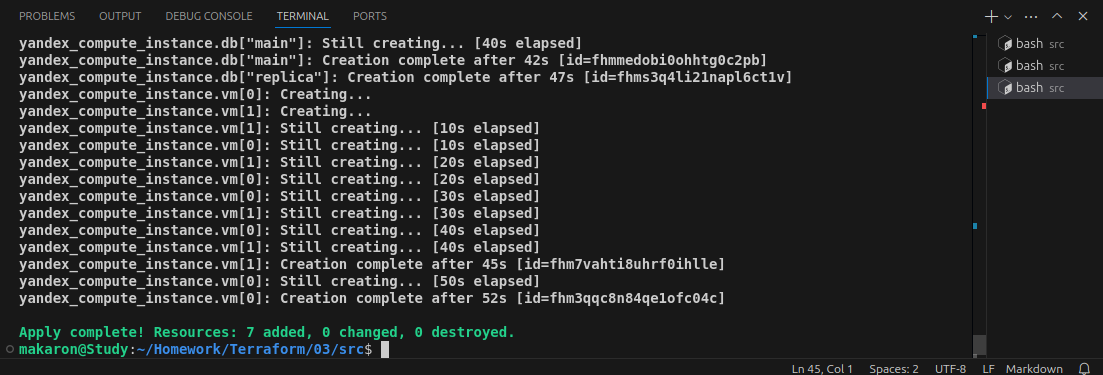 PROBLEMS OUTPUT DEBUG CONSOLE TERMINAL PORTS
yandex_compute_instance.db["main"]: Still creating... [40s elapsed]
yandex_compute_instance.db["main"]: Creation complete after 42s [id=fhmmedobi0ohhtg0c2pb]
yandex_compute_instance.db["replica"]: Creation complete after 47s [id=fhms3q4li21napl6ct1v]
yandex_compute_instance.vm[0]: Creating...
yandex_compute_instance.vm[1]: Creating...
yandex_compute_instance.vm[1]: Still creating... [10s elapsed]
yandex_compute_instance.vm[0]: Still creating... [10s elapsed]
yandex_compute_instance.vm[1]: Still creating... [20s elapsed]
yandex_compute_instance.vm[0]: Still creating... [20s elapsed]
yandex_compute_instance.vm[0]: Still creating... [30s elapsed]
yandex_compute_instance.vm[1]: Still creating... [30s elapsed]
yandex_compute_instance.vm[0]: Still creating... [40s elapsed]
yandex_compute_instance.vm[1]: Still creating... [40s elapsed]
yandex_compute_instance.vm[1]: Creation complete after 45s [id=fhm7vahti8uhrf0ihlle]
yandex_compute_instance.vm[0]: Still creating... [50s elapsed]
yandex_compute_instance.vm[0]: Creation complete after 52s [id=fhm3qqc8n84qe1ofc04c]
Apply complete! Resources: 7 added, 0 changed, 0 destroyed.
makaron@Study:~/Homework/Terraform/03/src$
bash src
bash src
bash src
Ln 45, Col 1 Spaces: 2 UTF-8 LF Markdown